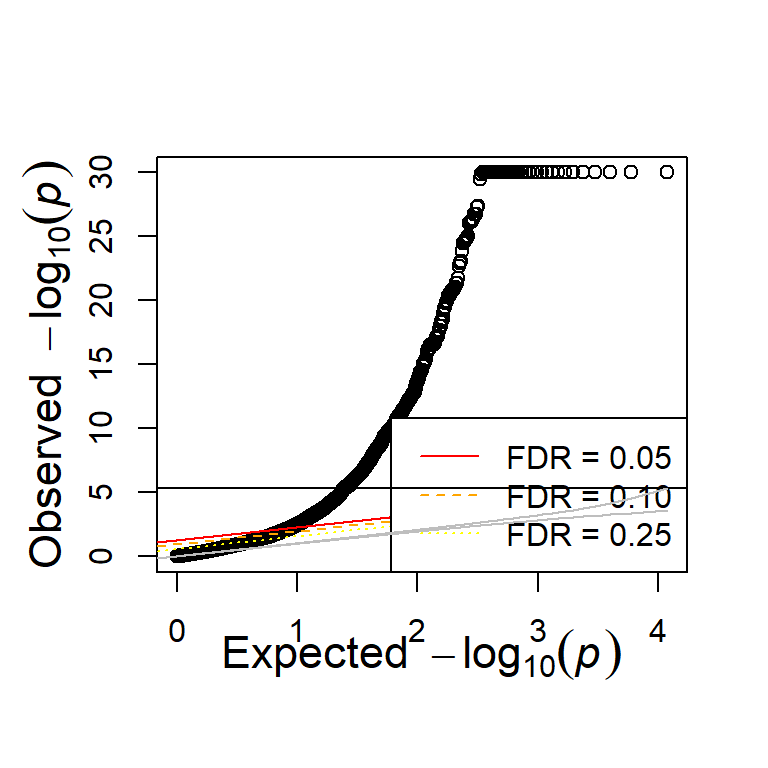 Observed −log10(p)
30
25
20
15
10
5
0
FDR = 0.05
FDR = 0.10
FDR = 0.25
0 1 2 3 4
Expected −log10(p)